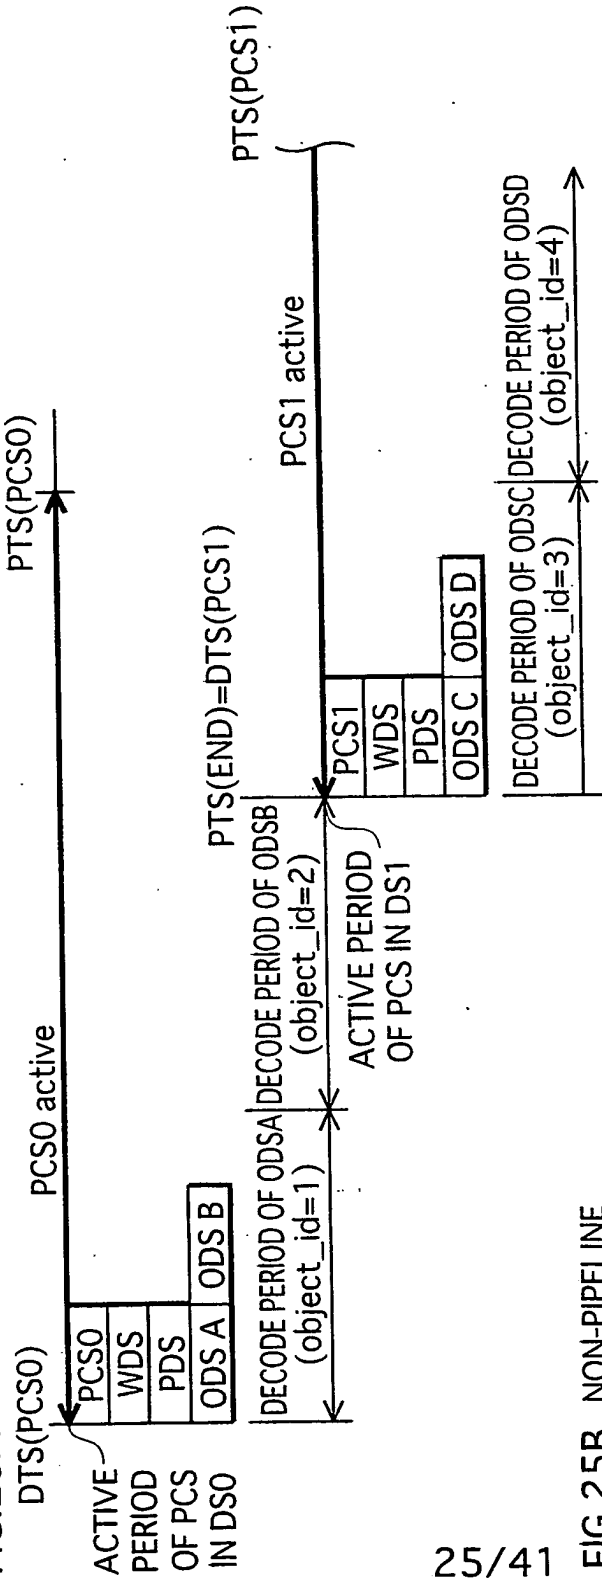 DTS(PCS0)
PTS(PCS0)
PCS0 active
ACTIVE
PERIOD
OF PCS
IN DS0
PCS0
WDS
PDS
ODS A
ODS B
DECODE PERIOD OF ODSA
(object_id=1)
DECODE PERIOD OF ODSB
(object_id=2)
PTS(END)=DTS(PCS1)
PTS(PCS1)
PCS1 active
ACTIVE PERIOD
OF PCS IN DS1
PCS1
WDS
PDS
ODS C
ODS D
DECODE PERIOD OF ODSC
(object_id=3)
DECODE PERIOD OF ODSD
(object_id=4)
25/41
FIG.25B NON-PIPELINE